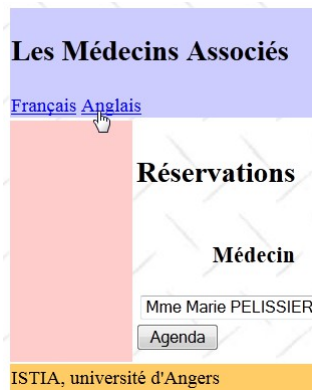 Les Médecins Associés
Français Anglais
Réservations
Médecin
Mme Marie PELISSIER
Agenda
ISTIA, université d'Angers